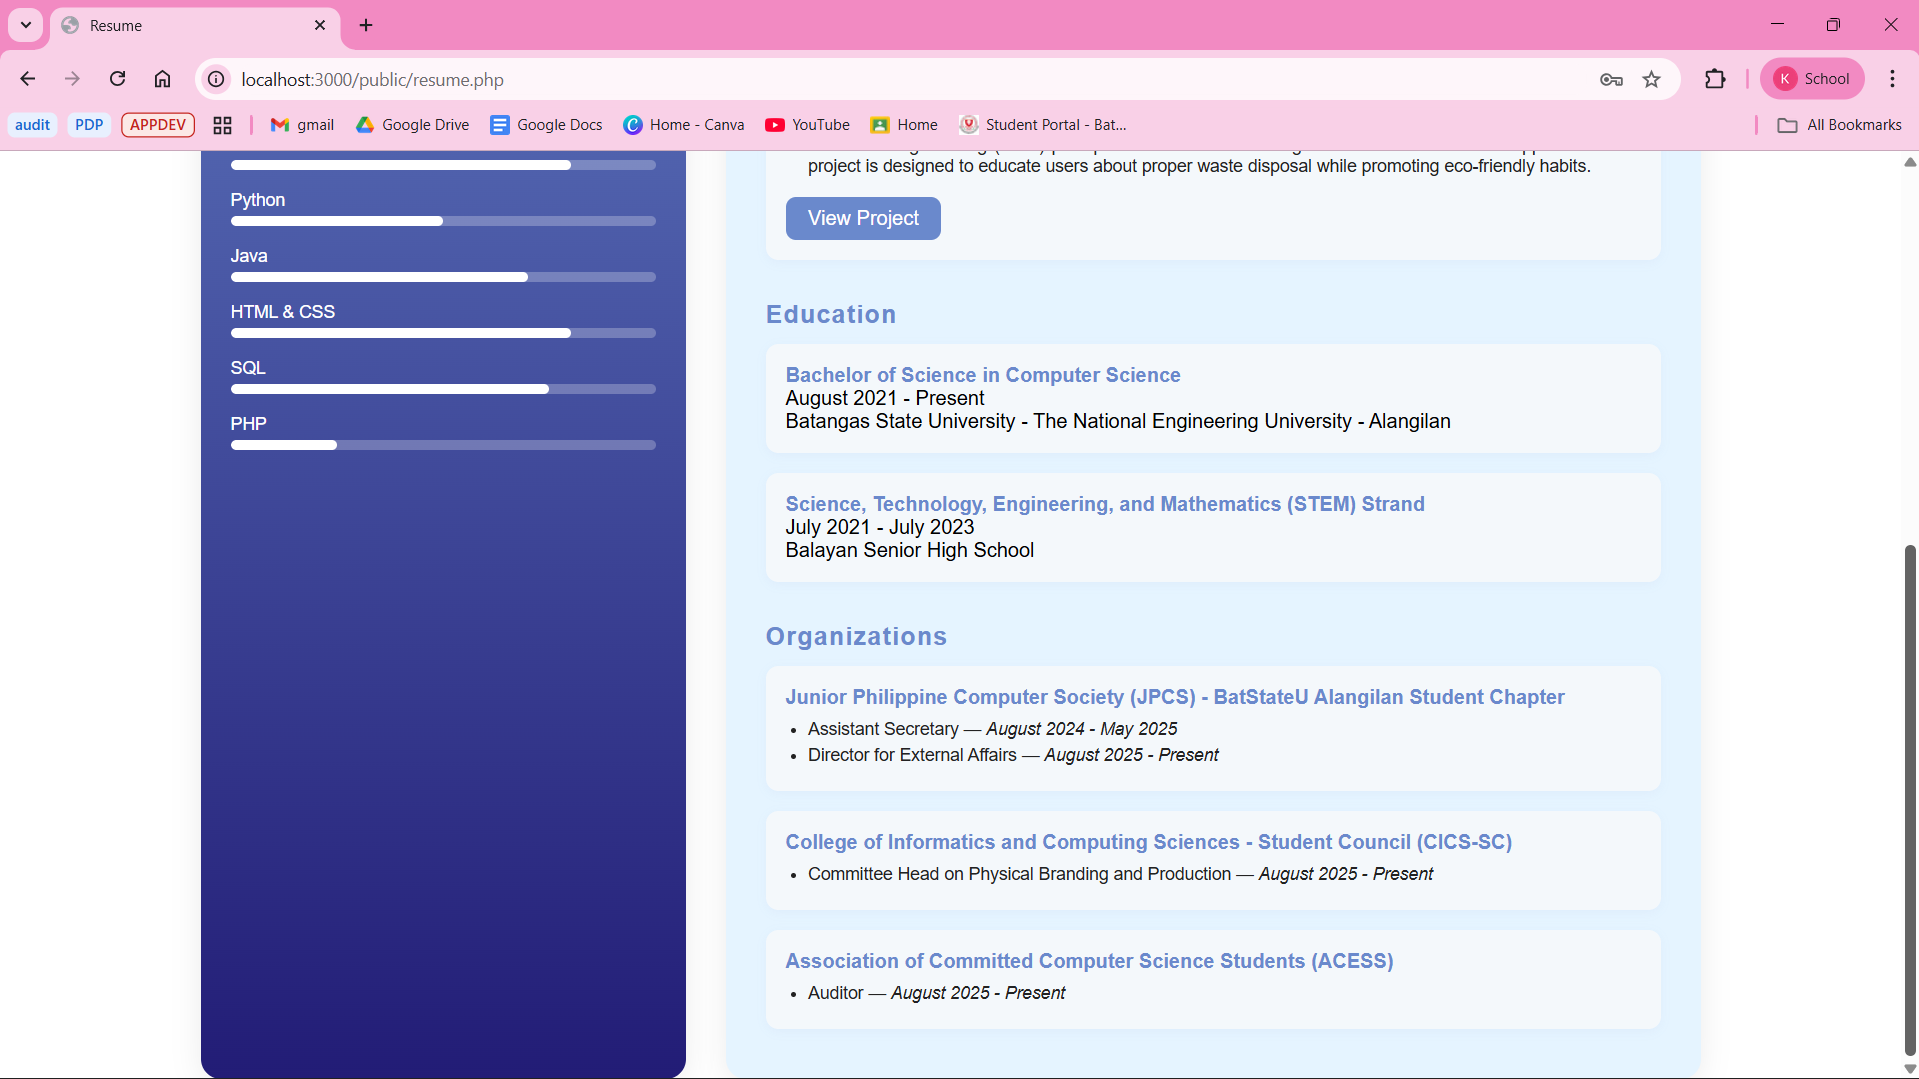 Resume
localhost:3000/public/resume.php
K School
audit PDP APPDEV gmail Google Drive Google Docs Home - Canva YouTube Home Student Portal - Bat... All Bookmarks
Python
Java
HTML & CSS
SQL
PHP
project is designed to educate users about proper waste disposal while promoting eco-friendly habits.
View Project
Education
Bachelor of Science in Computer Science
August 2021 - Present
Batangas State University - The National Engineering University - Alangilan
Science, Technology, Engineering, and Mathematics (STEM) Strand
July 2021 - July 2023
Balayan Senior High School
Organizations
Junior Philippine Computer Society (JPCS) - BatStateU Alangilan Student Chapter
• Assistant Secretary — August 2024 - May 2025
• Director for External Affairs — August 2025 - Present
College of Informatics and Computing Sciences - Student Council (CICS-SC)
• Committee Head on Physical Branding and Production — August 2025 - Present
Association of Committed Computer Science Students (ACESS)
• Auditor — August 2025 - Present